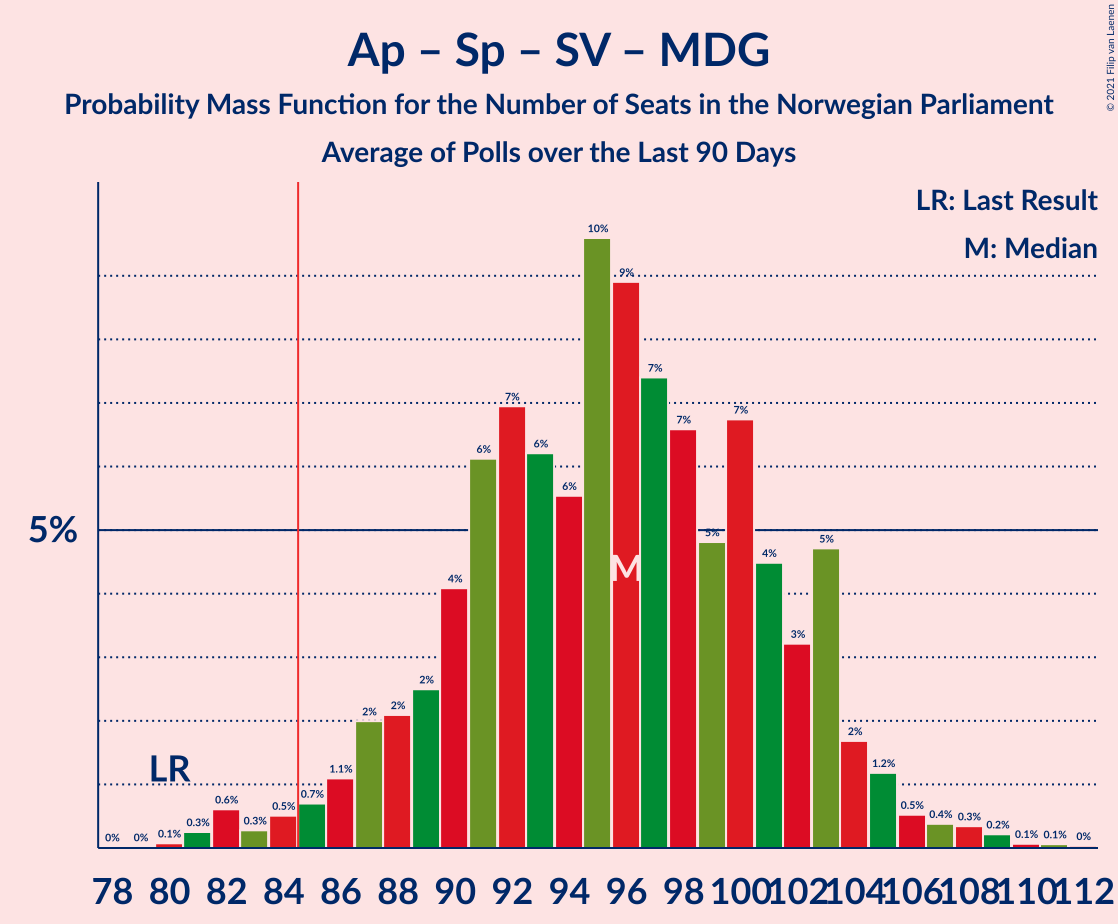 Ap – Sp – SV – MDG
Probability Mass Function for the Number of Seats in the Norwegian Parliament
Average of Polls over the Last 90 Days
© 2021 Filip van Laenen
LR: Last Result
M: Median
5%
LR
M
0% 0% 0.1% 0.3% 0.6% 0.3% 0.5% 0.7% 1.1% 2% 2% 2% 4% 6% 7% 6% 6% 10% 9% 7% 7% 5% 7% 4% 3% 5% 2% 1.2% 0.5% 0.4% 0.3% 0.2% 0.1% 0.1% 0%
78 80 82 84 86 88 90 92 94 96 98 100 102 104 106 108 110 112